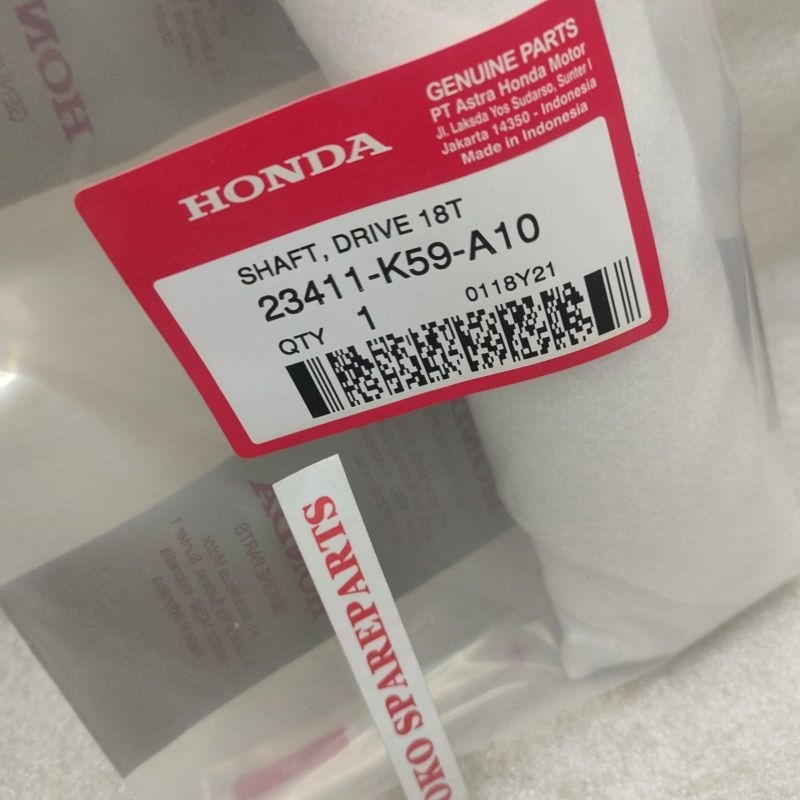 HONDA
GENUINE PARTS
PT Astra Honda Motor
Jl. Laksda Yos Sudarso, Sunter I
Jakarta 14350 - Indonesia
Made in Indonesia
SHAFT, DRIVE 18T
23411-K59-A10
QTY 1
0118Y21
OKO SPAREPARTS
HONDA